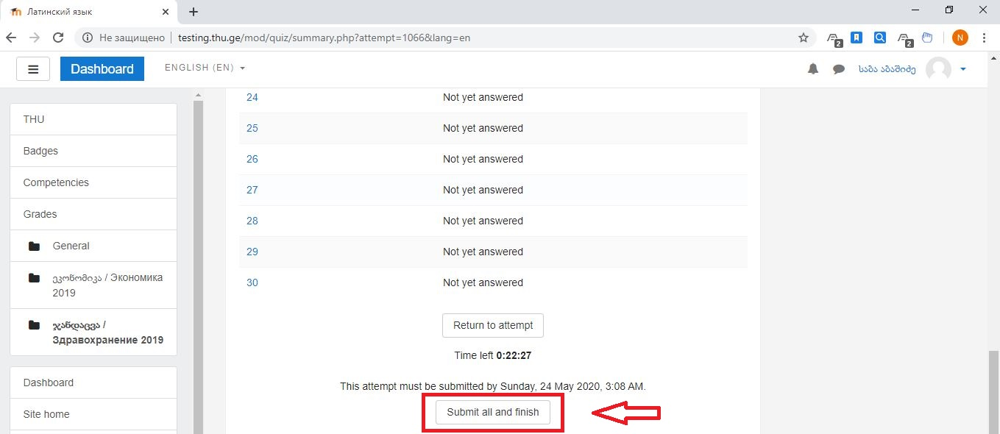 Латинский язык
Не защищено
testing.thu.ge/mod/quiz/summary.php?attempt=1066&lang=en
2
2
N
Dashboard
ENGLISH (EN)
საბა აბაშიძე
THU
Badges
Competencies
Grades
General
ეკონომიკა / Экономика
2019
ჯანდაცვა /
Здравохранение 2019
Dashboard
Site home
24 Not yet answered
25 Not yet answered
26 Not yet answered
27 Not yet answered
28 Not yet answered
29 Not yet answered
30 Not yet answered
Return to attempt
Time left 0:22:27
This attempt must be submitted by Sunday, 24 May 2020, 3:08 AM.
Submit all and finish